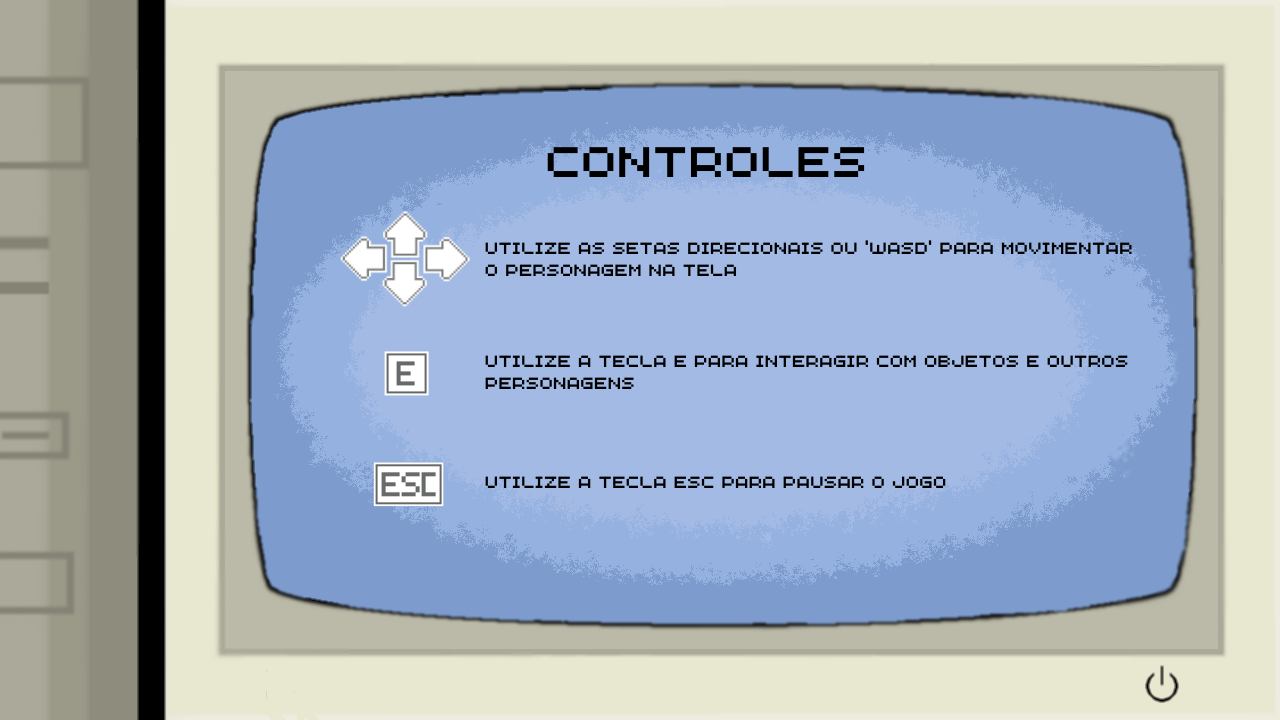 CONTROLES
UTILIZE AS SETAS DIRECIONAIS OU 'WASD' PARA MOVIMENTAR
O PERSONAGEM NA TELA
E
UTILIZE A TECLA E PARA INTERAGIR COM OBJETOS E OUTROS
PERSONAGENS
ESC
UTILIZE A TECLA ESC PARA PAUSAR O JOGO